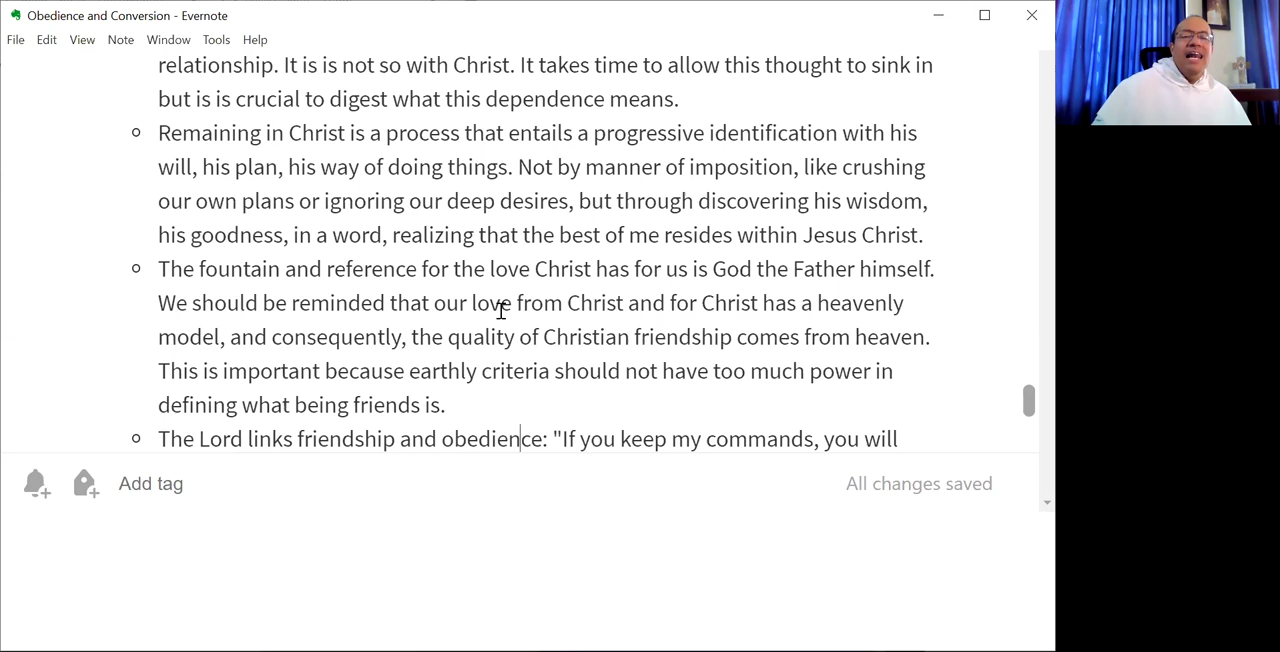 Obedience and Conversion - Evernote
File Edit View Note Window Tools Help
relationship. It is is not so with Christ. It takes time to allow this thought to sink in
but is is crucial to digest what this dependence means.
Remaining in Christ is a process that entails a progressive identification with his
will, his plan, his way of doing things. Not by manner of imposition, like crushing
our own plans or ignoring our deep desires, but through discovering his wisdom,
his goodness, in a word, realizing that the best of me resides within Jesus Christ.
The fountain and reference for the love Christ has for us is God the Father himself.
We should be reminded that our love from Christ and for Christ has a heavenly
model, and consequently, the quality of Christian friendship comes from heaven.
This is important because earthly criteria should not have too much power in
defining what being friends is.
The Lord links friendship and obedience: "If you keep my commands, you will
Add tag
All changes saved